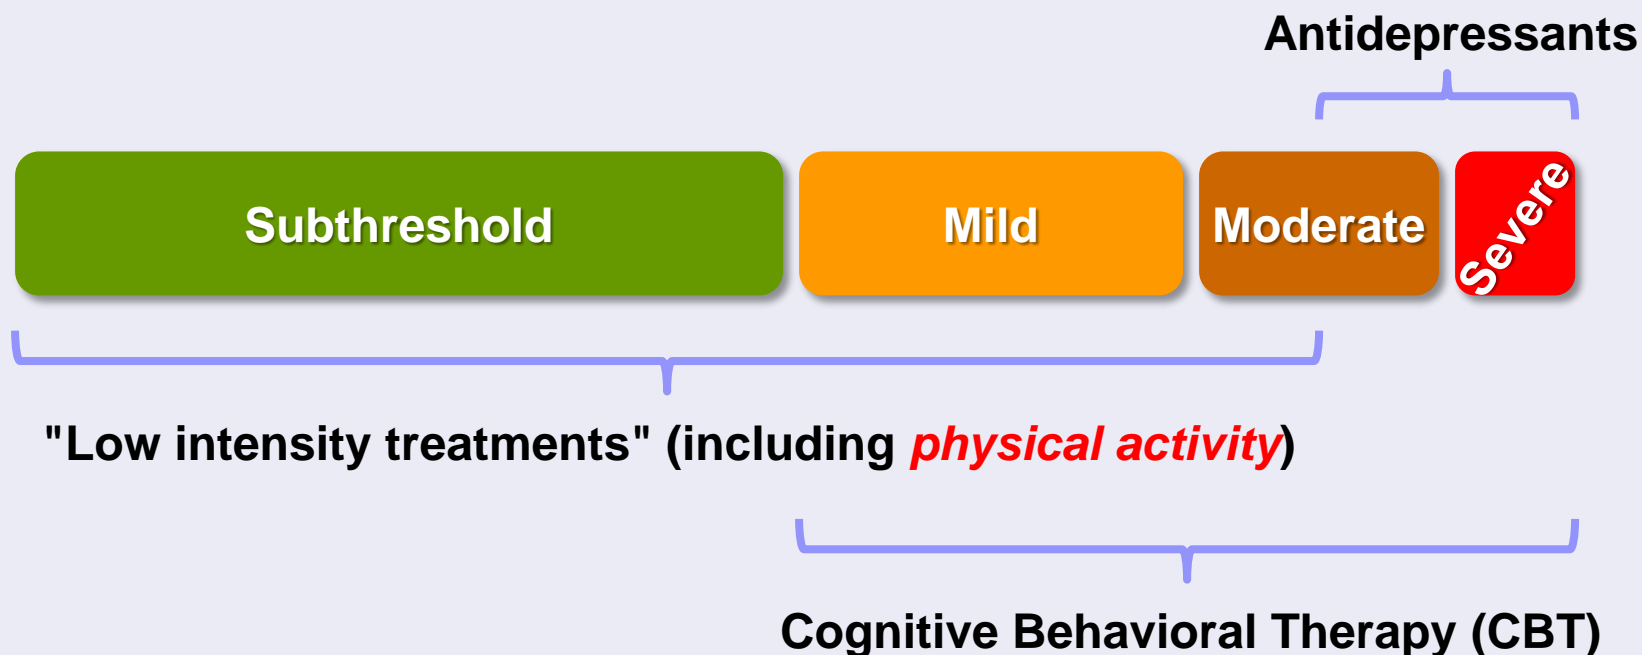 Antidepressants
Subthreshold
Mild
Moderate
Severe
"Low intensity treatments" (including physical activity)
Cognitive Behavioral Therapy (CBT)